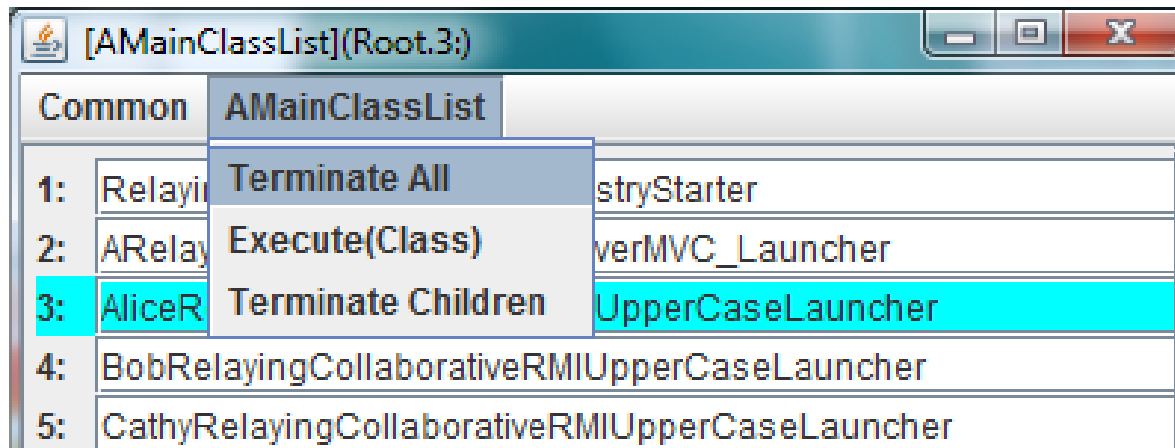 [AMainClassList](Root.3:)
Common AMainClassList
Terminate All
Execute(Class)
Terminate Children
1: Relayin stryStarter
2: ARelay verMVC_Launcher
3: AliceR UpperCaseLauncher
4: BobRelayingCollaborativeRMIUpperCaseLauncher
5: CathyRelayingCollaborativeRMIUpperCaseLauncher